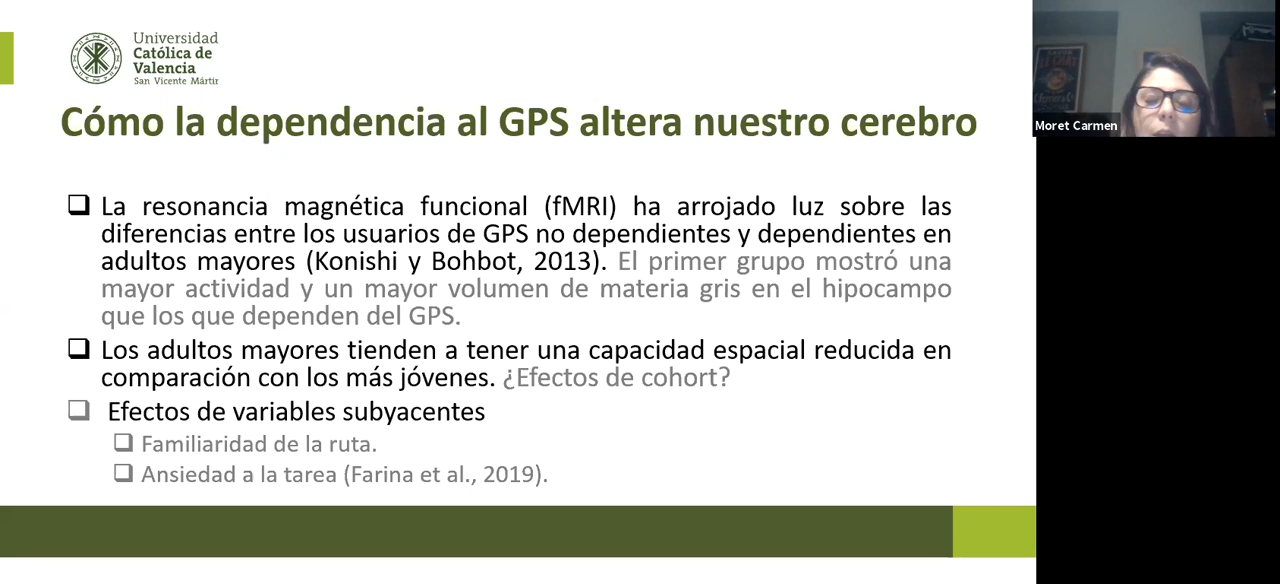 Universidad
Católica de
Valencia
San Vicente Mártir
Cómo la dependencia al GPS altera nuestro cerebro
La resonancia magnética funcional (fMRI) ha arrojado luz sobre las
diferencias entre los usuarios de GPS no dependientes y dependientes en
adultos mayores (Konishi y Bohbot, 2013). El primer grupo mostró una
mayor actividad y un mayor volumen de materia gris en el hipocampo
que los que dependen del GPS.
Los adultos mayores tienden a tener una capacidad espacial reducida en
comparación con los más jóvenes. ¿Efectos de cohort?
Efectos de variables subyacentes
Familiaridad de la ruta.
Ansiedad a la tarea (Farina et al., 2019).
Moret Carmen